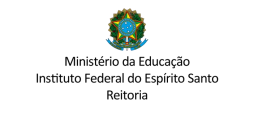 Ministério da Educação
Instituto Federal do Espírito Santo
Reitoria